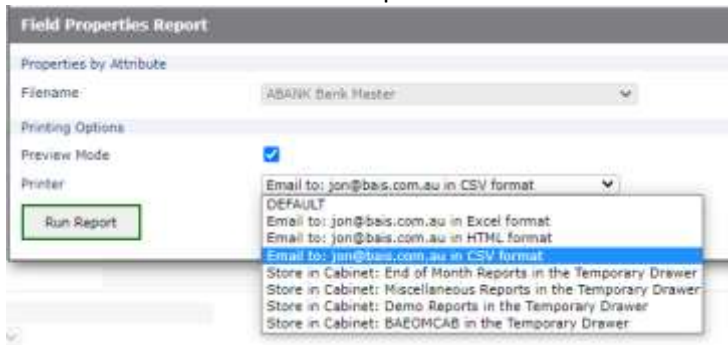 Field Properties Report
Properties by Attribute
Filename
ABANK Bank Master
Printing Options
Preview Mode
Printer
Email to: jon@bais.com.au in CSV format
Run Report
DEFAULT
Email to: jon@bais.com.au in Excel format
Email to: jon@bais.com.au in HTML format
Email to: jon@bais.com.au in CSV format
Store in Cabinet: End of Month Reports in the Temporary Drawer
Store in Cabinet: Miscellaneous Reports in the Temporary Drawer
Store in Cabinet: Demo Reports in the Temporary Drawer
Store in Cabinet: BAEOMCAB in the Temporary Drawer